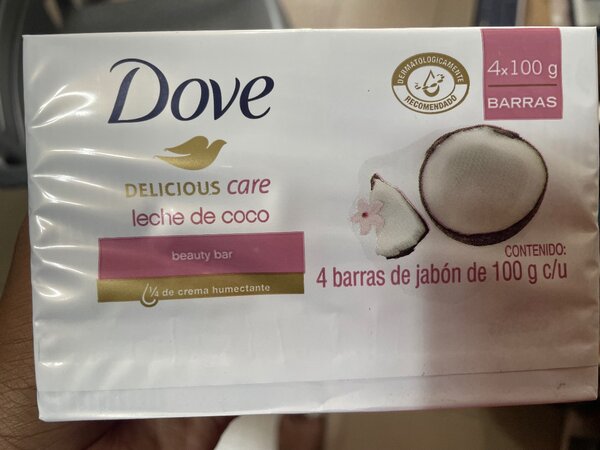 Dove
DELICIOUS care
leche de coco
beauty bar
¼ de crema humectante
DERMATOLÓGICAMENTE
RECOMENDADO
4x100 g
BARRAS
CONTENIDO:
4 barras de jabón de 100 g c/u